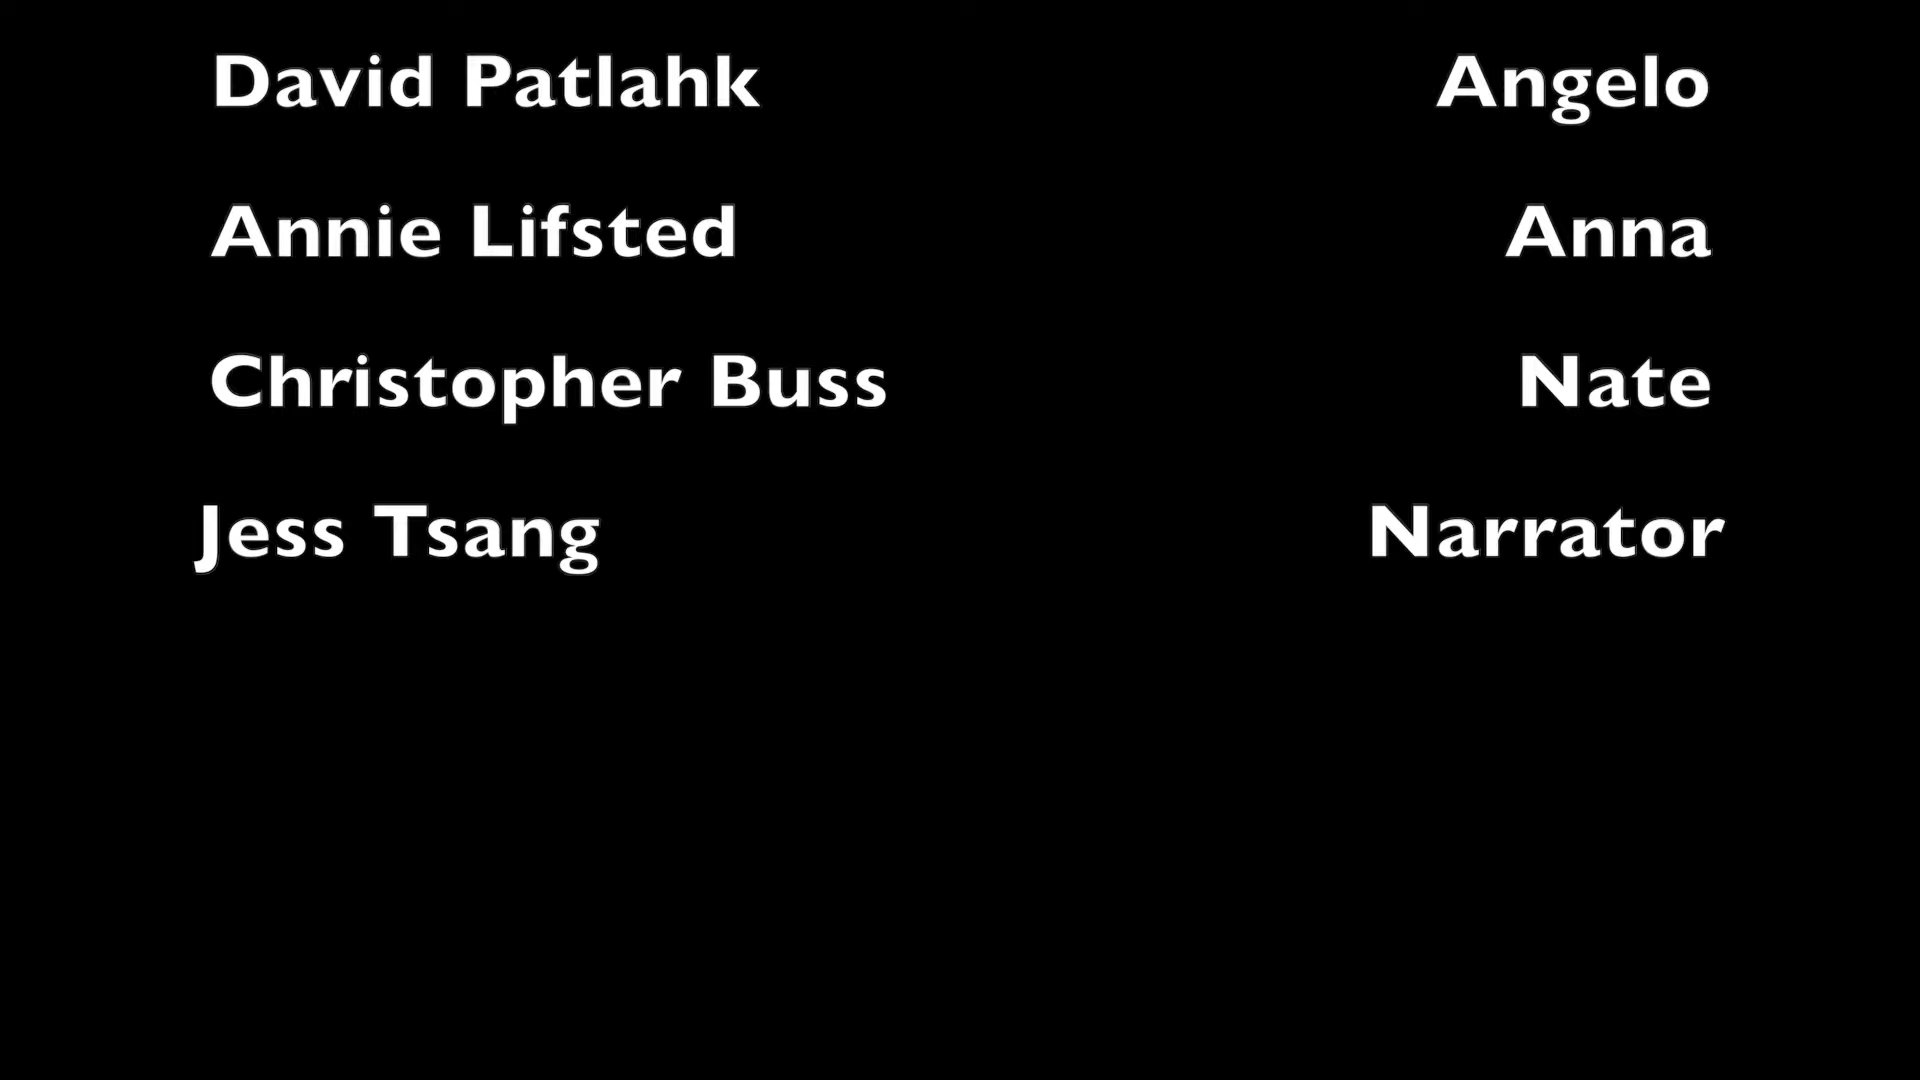 David Patlahk Angelo
Annie Lifsted Anna
Christopher Buss Nate
Jess Tsang Narrator